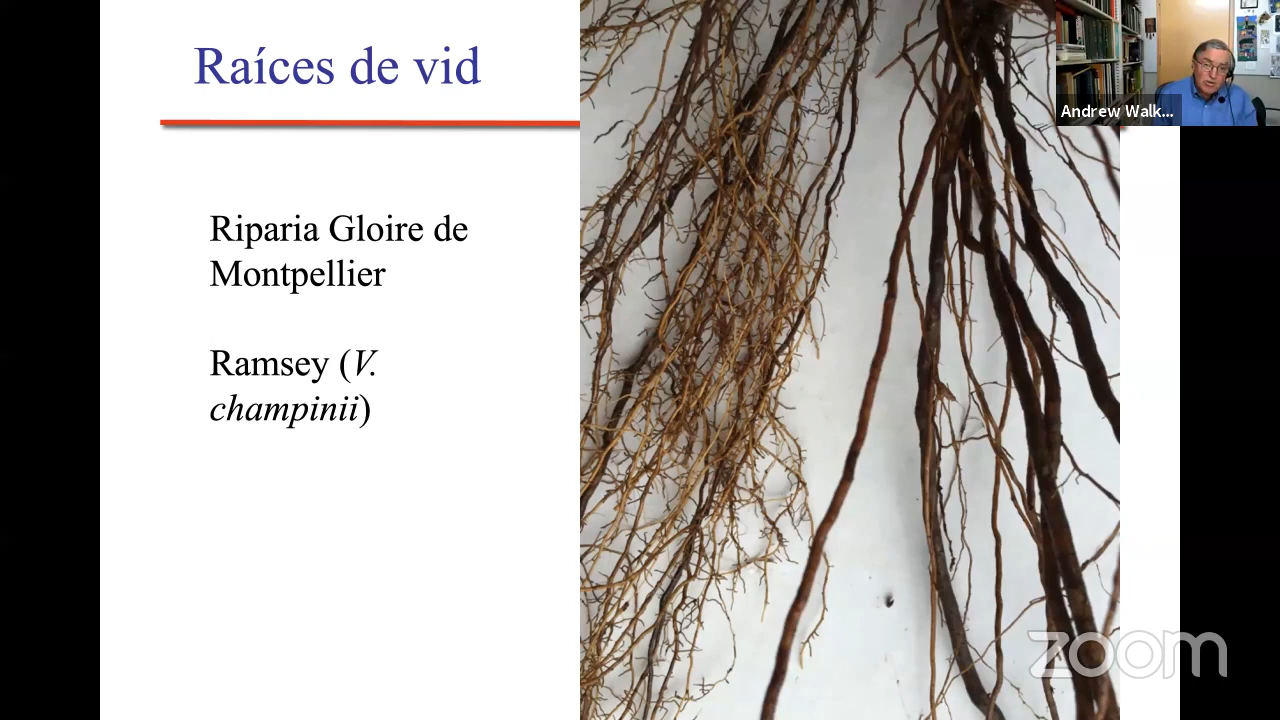 Raíces de vid
Andrew Walk...
Riparia Gloire de
Montpellier
Ramsey (V.
champinii)
zoom